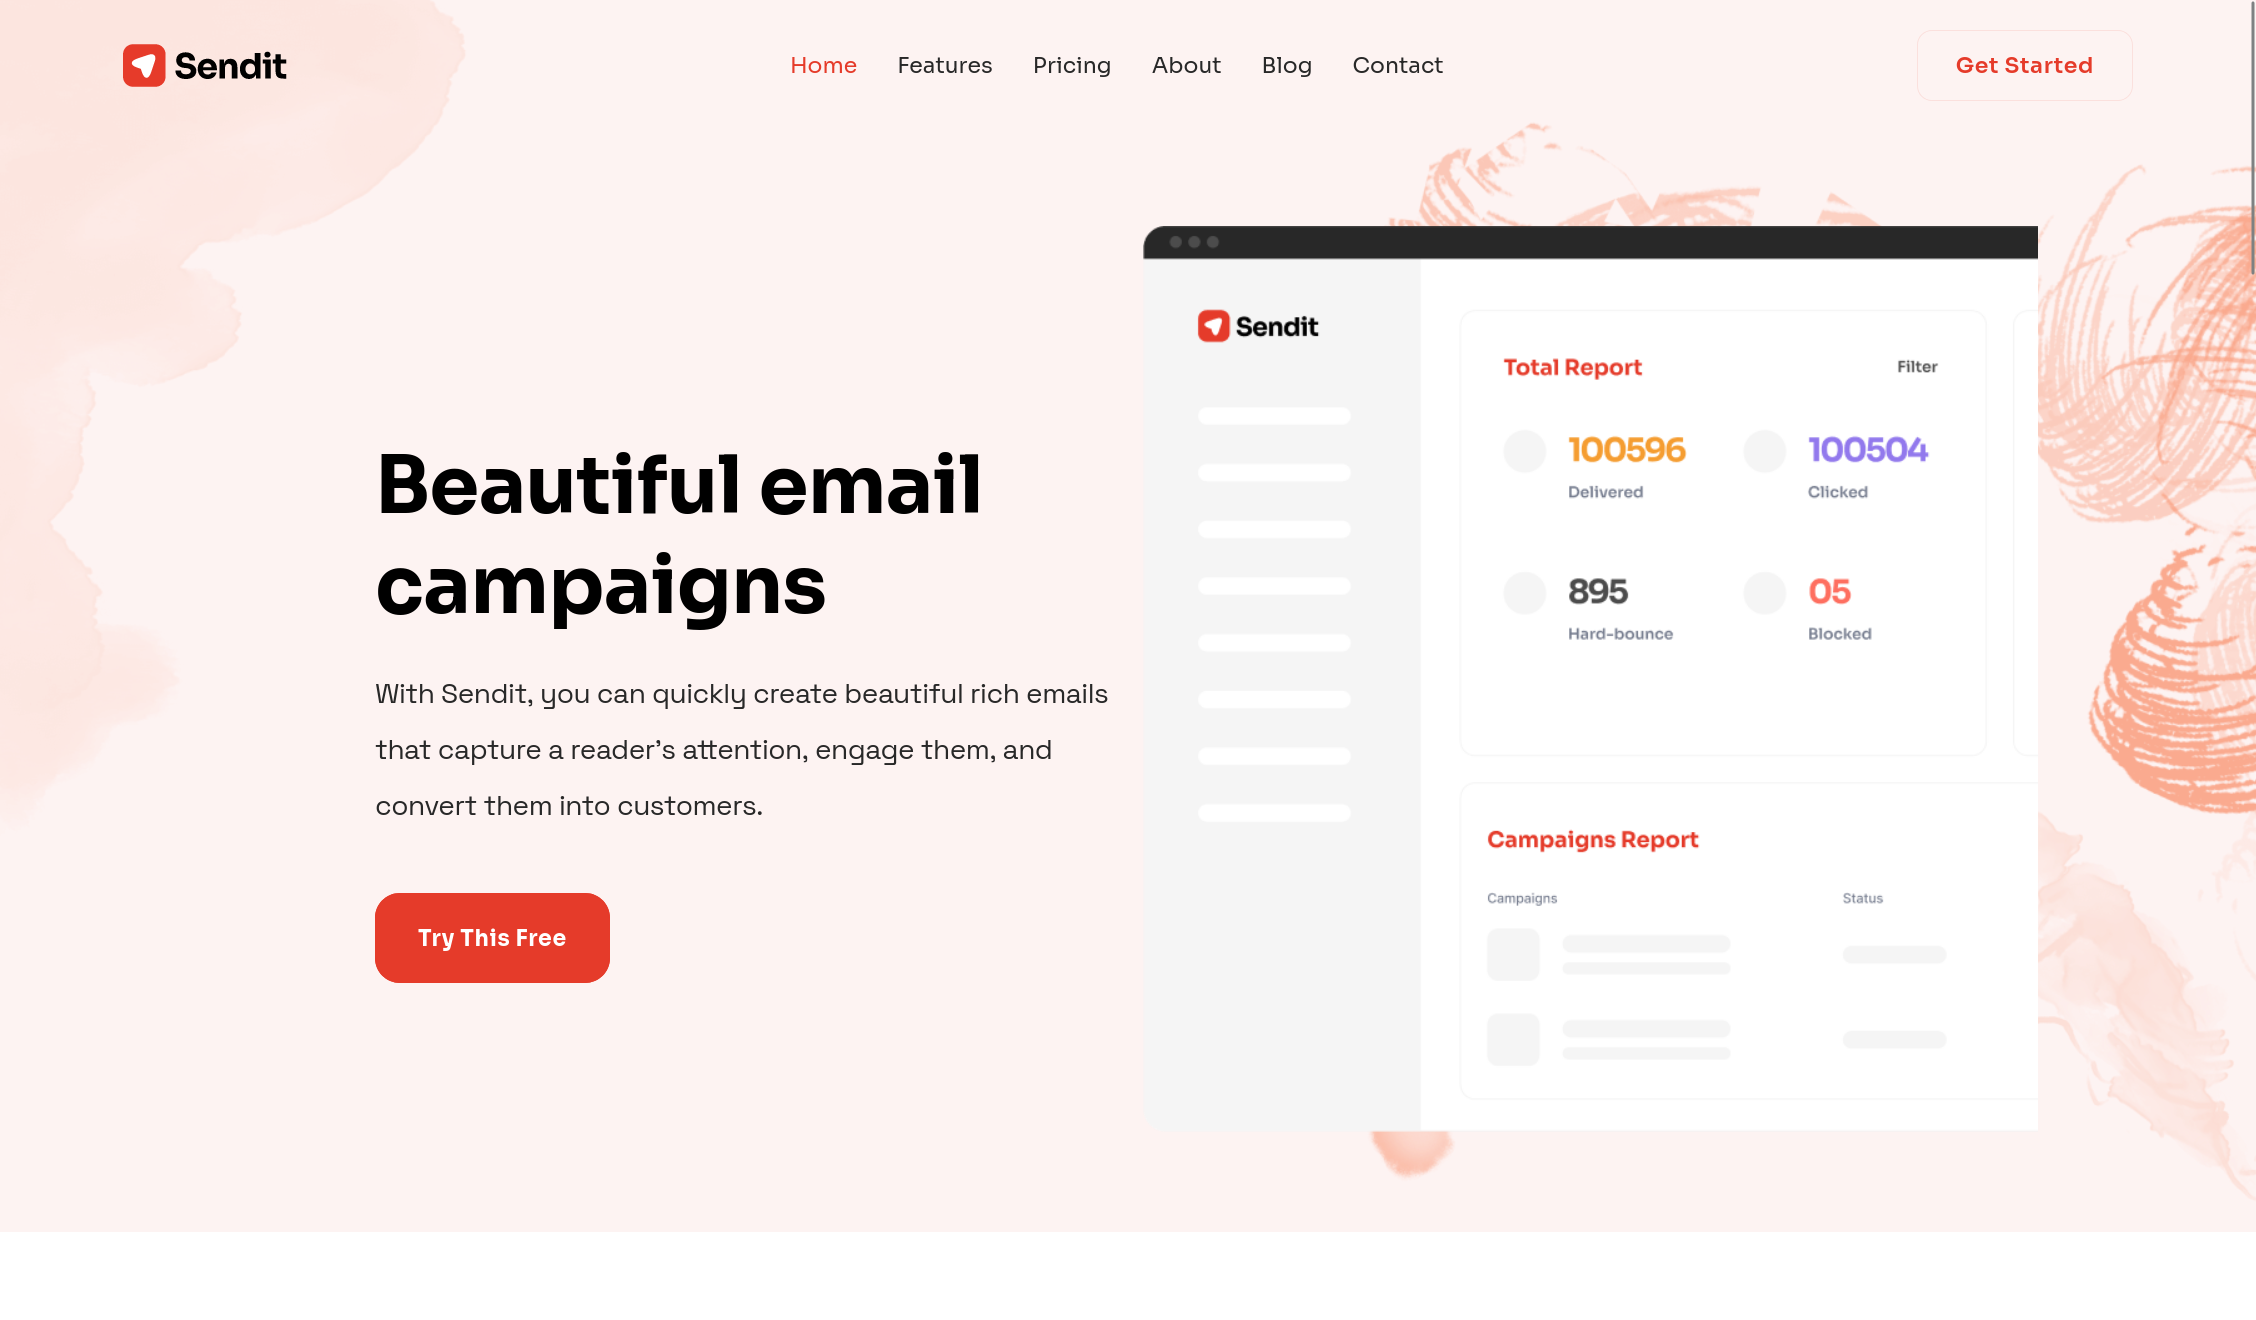 Sendit
Home Features Pricing About Blog Contact
Get Started
Beautiful email
campaigns
With Sendit, you can quickly create beautiful rich emails
that capture a reader's attention, engage them, and
convert them into customers.
Try This Free
Sendit
Total Report Filter
100596 100504
Delivered Clicked
895 05
Hard-bounce Blocked
Campaigns Report
Campaigns Status